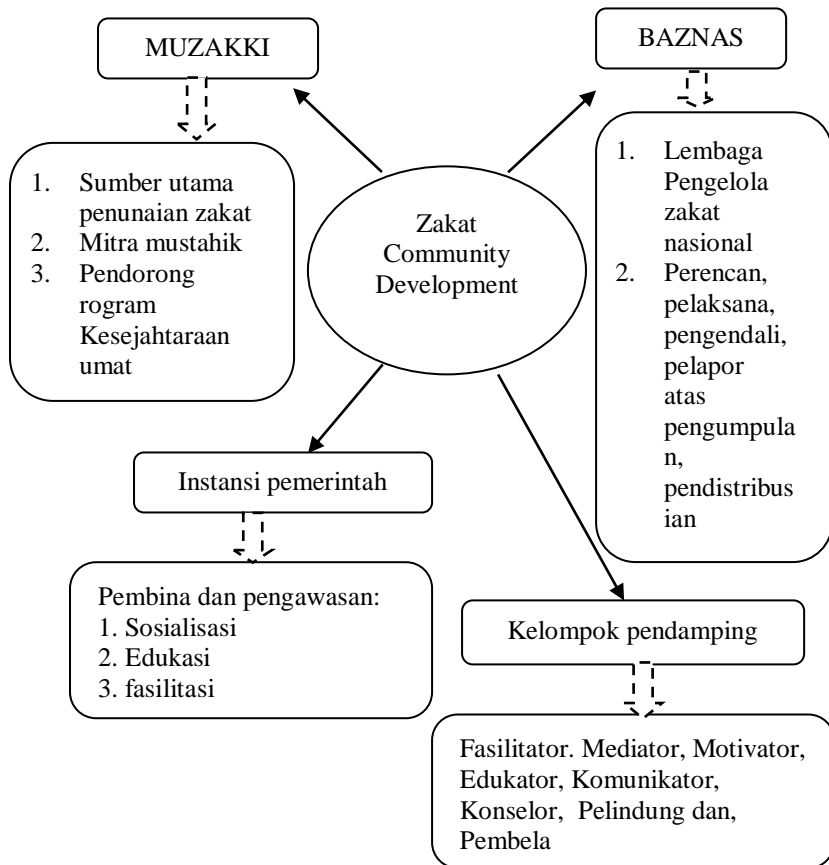 MUZAKKI
BAZNAS
1. Sumber utama
penunaian zakat
2. Mitra mustahik
3. Pendorong
rogram
Kesejahtaraan
umat
Zakat
Community
Development
1. Lembaga
Pengelola
zakat
nasional
2. Perencan,
pelaksana,
pengendali,
pelapor
atas
pengumpula
n,
pendistribus
ian
Instansi pemerintah
Pembina dan pengawasan:
1. Sosialisasi
2. Edukasi
3. fasilitasi
Kelompok pendamping
Fasilitator. Mediator, Motivator,
Edukator, Komunikator,
Konselor, Pelindung dan,
Pembela